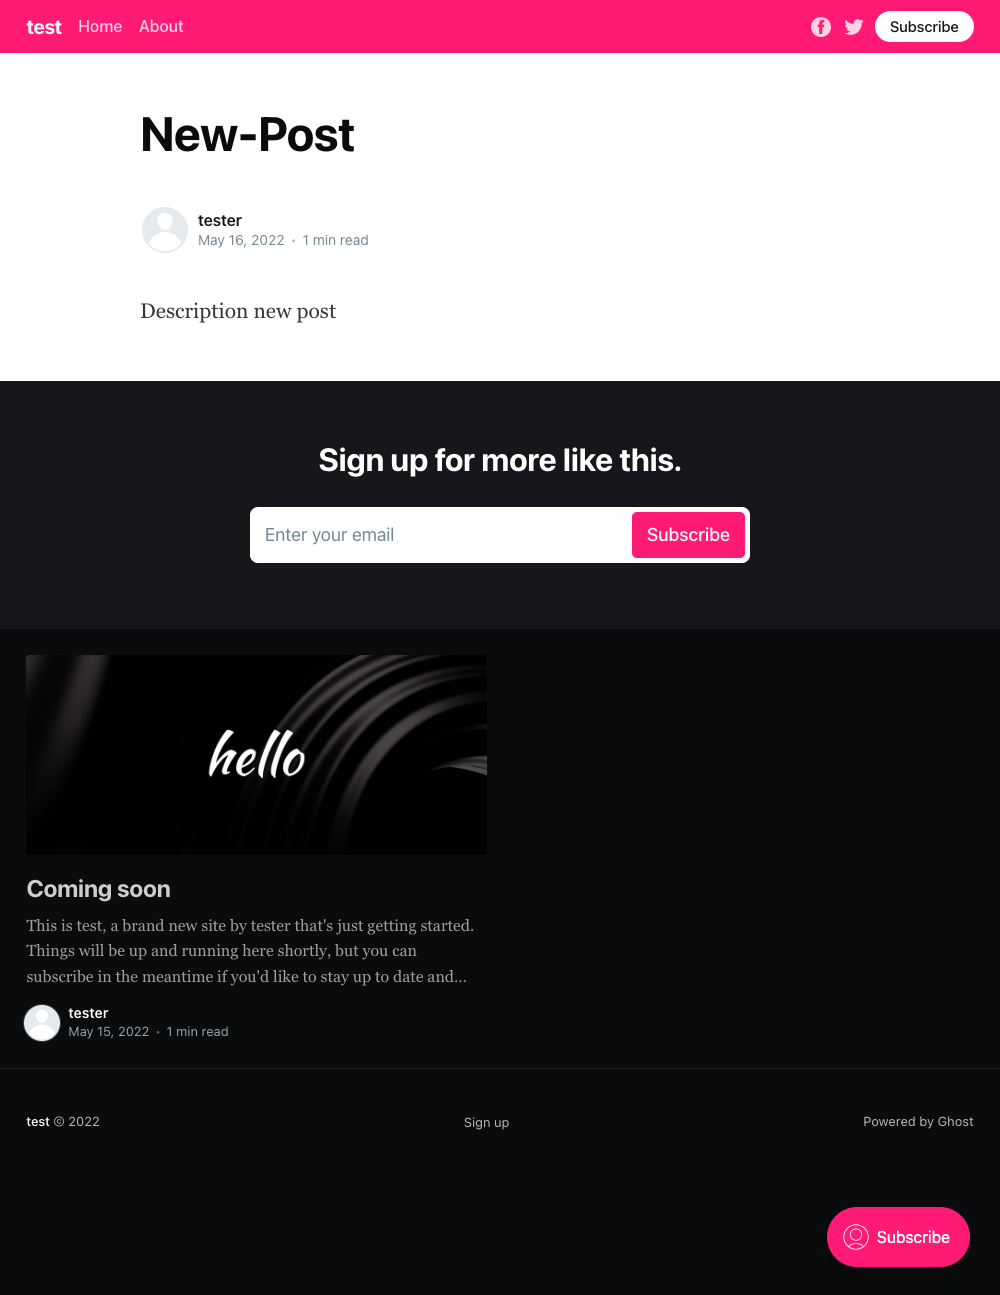 test Home About Subscribe
New-Post
tester
May 16, 2022 • 1 min read
Description new post
Sign up for more like this.
Enter your email Subscribe
hello
Coming soon
This is test, a brand new site by tester that's just getting started.
Things will be up and running here shortly, but you can
subscribe in the meantime if you'd like to stay up to date and...
tester
May 15, 2022 • 1 min read
test © 2022 Sign up Powered by Ghost
Subscribe